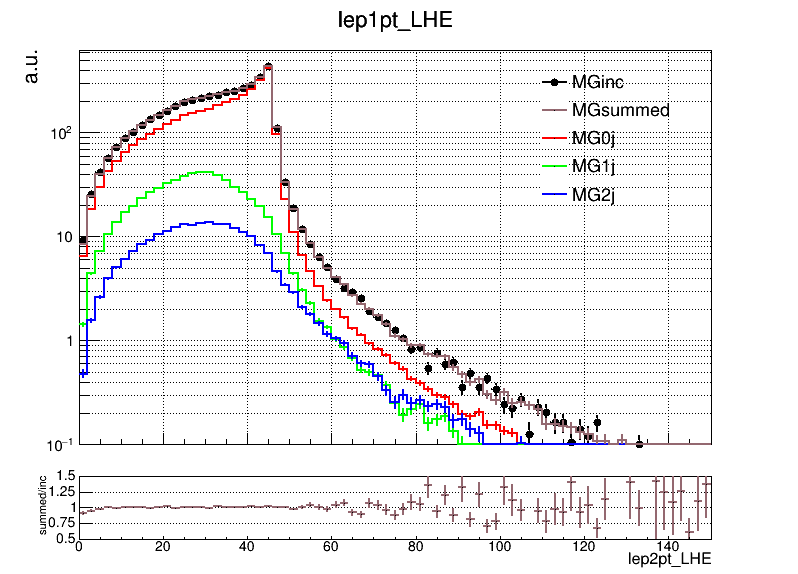 lep1pt_LHE
a.u.
MGinc
MGsummed
MG0j
MG1j
MG2j
10²
10
1
10⁻¹
summed/inc
1.5
1.25
1
0.75
0.5
0 20 40 60 80 100 120 140
lep2pt_LHE